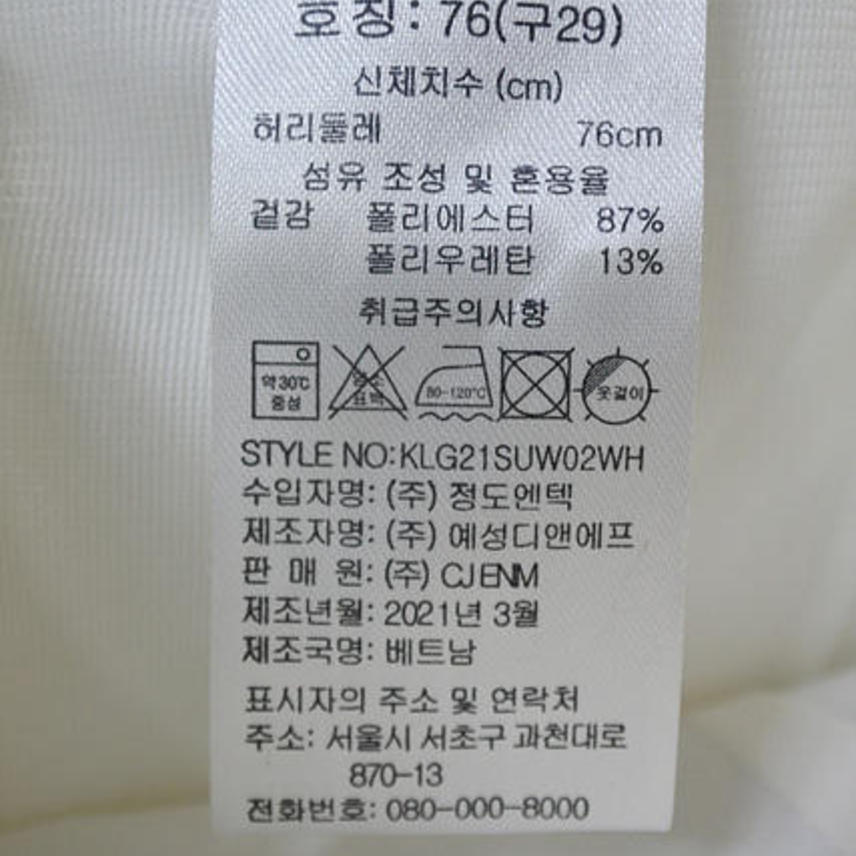 호칭: 76(구29)
신체치수 (cm)
허리둘레 76cm
섬유 조성 및 혼용율
겉감 폴리에스터 87%
폴리우레탄 13%
취급주의사항
약30℃ 중성 염소 표백 80-120℃ 옷걸이
STYLE NO:KLG21SUW02WH
수입자명: (주) 정도엔텍
제조자명: (주) 예성디앤에프
판 매 원: (주) CJENM
제조년월: 2021년 3월
제조국명: 베트남
표시자의 주소 및 연락처
주소: 서울시 서초구 과천대로
870-13
전화번호: 080-000-8000